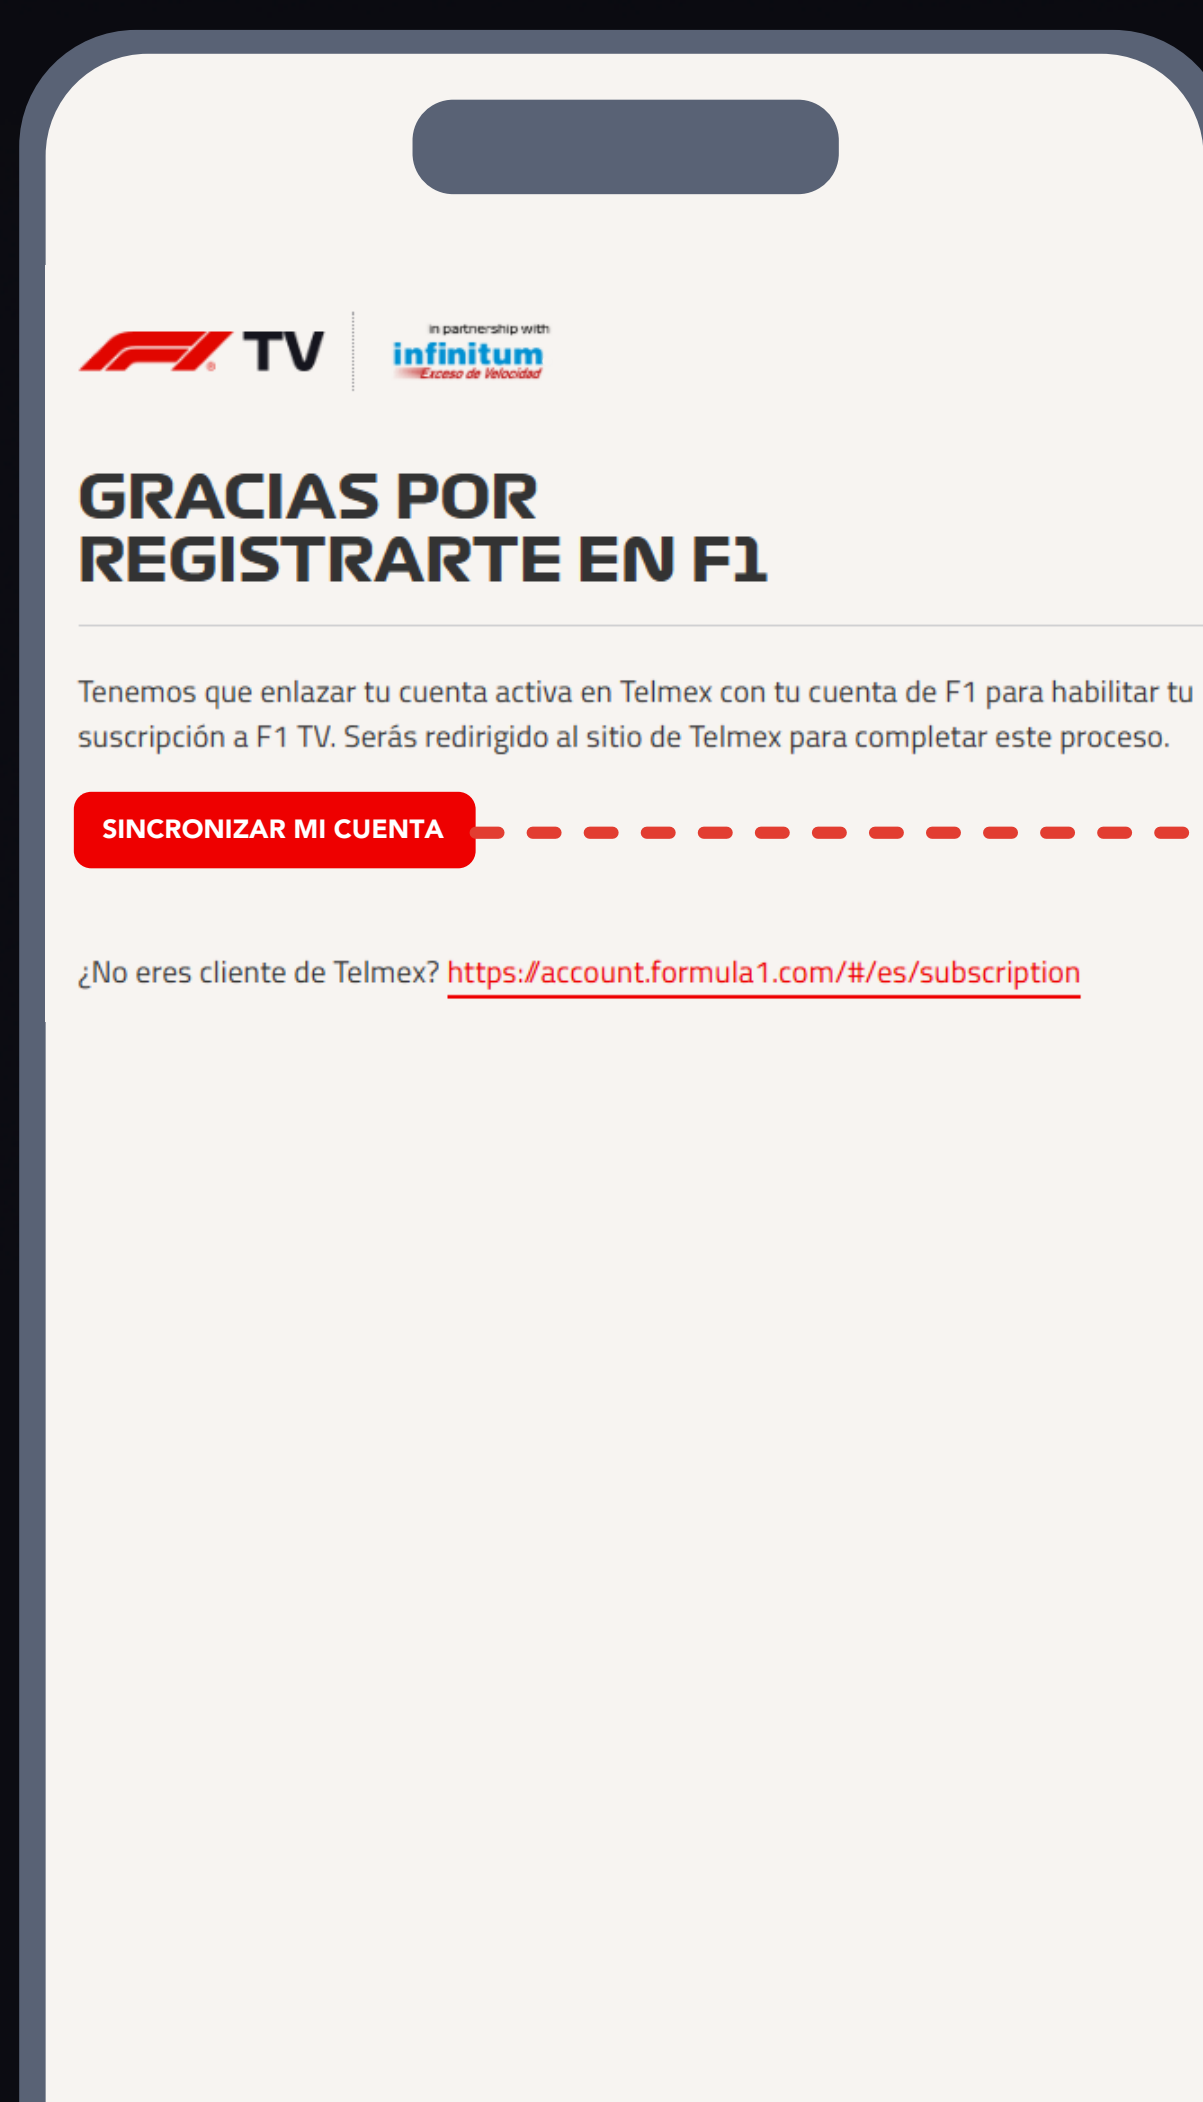 F1 TV
in partnership with
infinitum
Exceso de Velocidad
GRACIAS POR
REGISTRARTE EN F1
Tenemos que enlazar tu cuenta activa en Telmex con tu cuenta de F1 para habilitar tu
suscripción a F1 TV. Serás redirigido al sitio de Telmex para completar este proceso.
SINCRONIZAR MI CUENTA
¿No eres cliente de Telmex? https://account.formula1.com/#/es/subscription